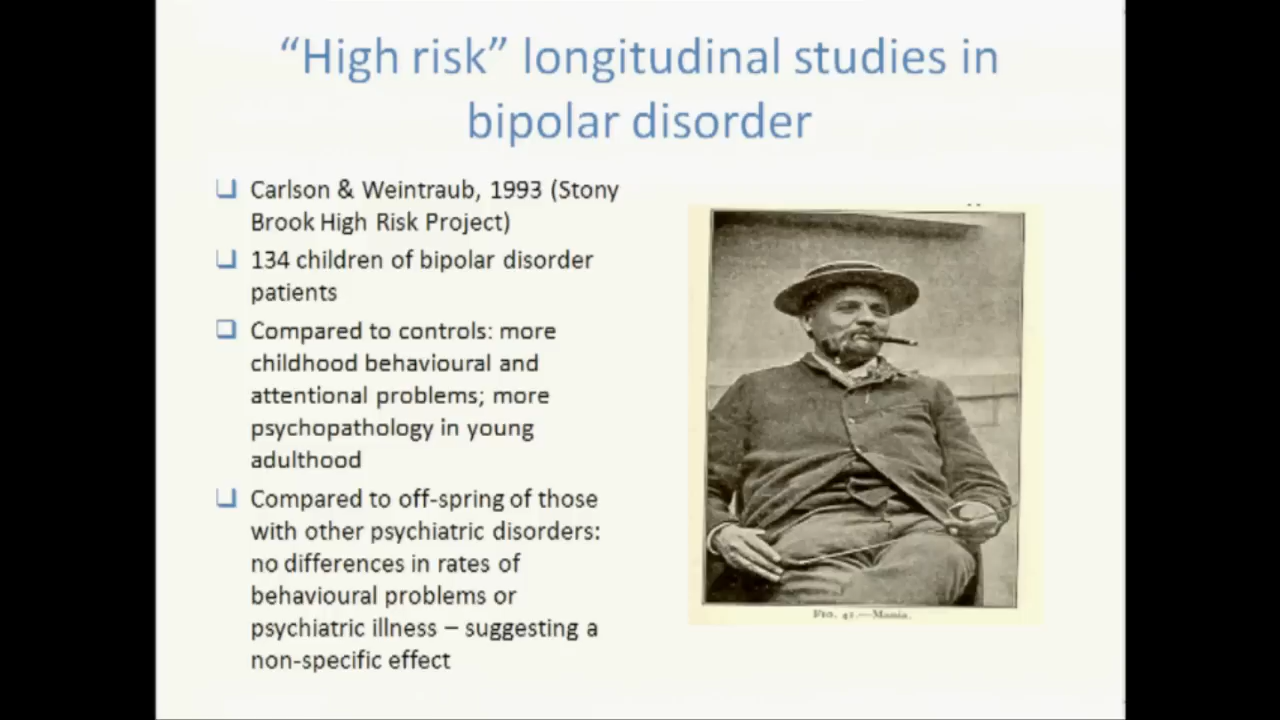 “High risk” longitudinal studies in
bipolar disorder
Carlson & Weintraub, 1993 (Stony
Brook High Risk Project)
134 children of bipolar disorder
patients
Compared to controls: more
childhood behavioural and
attentional problems; more
psychopathology in young
adulthood
Compared to off-spring of those
with other psychiatric disorders:
no differences in rates of
behavioural problems or
psychiatric illness – suggesting a
non-specific effect
Fig. 41.—Mania.